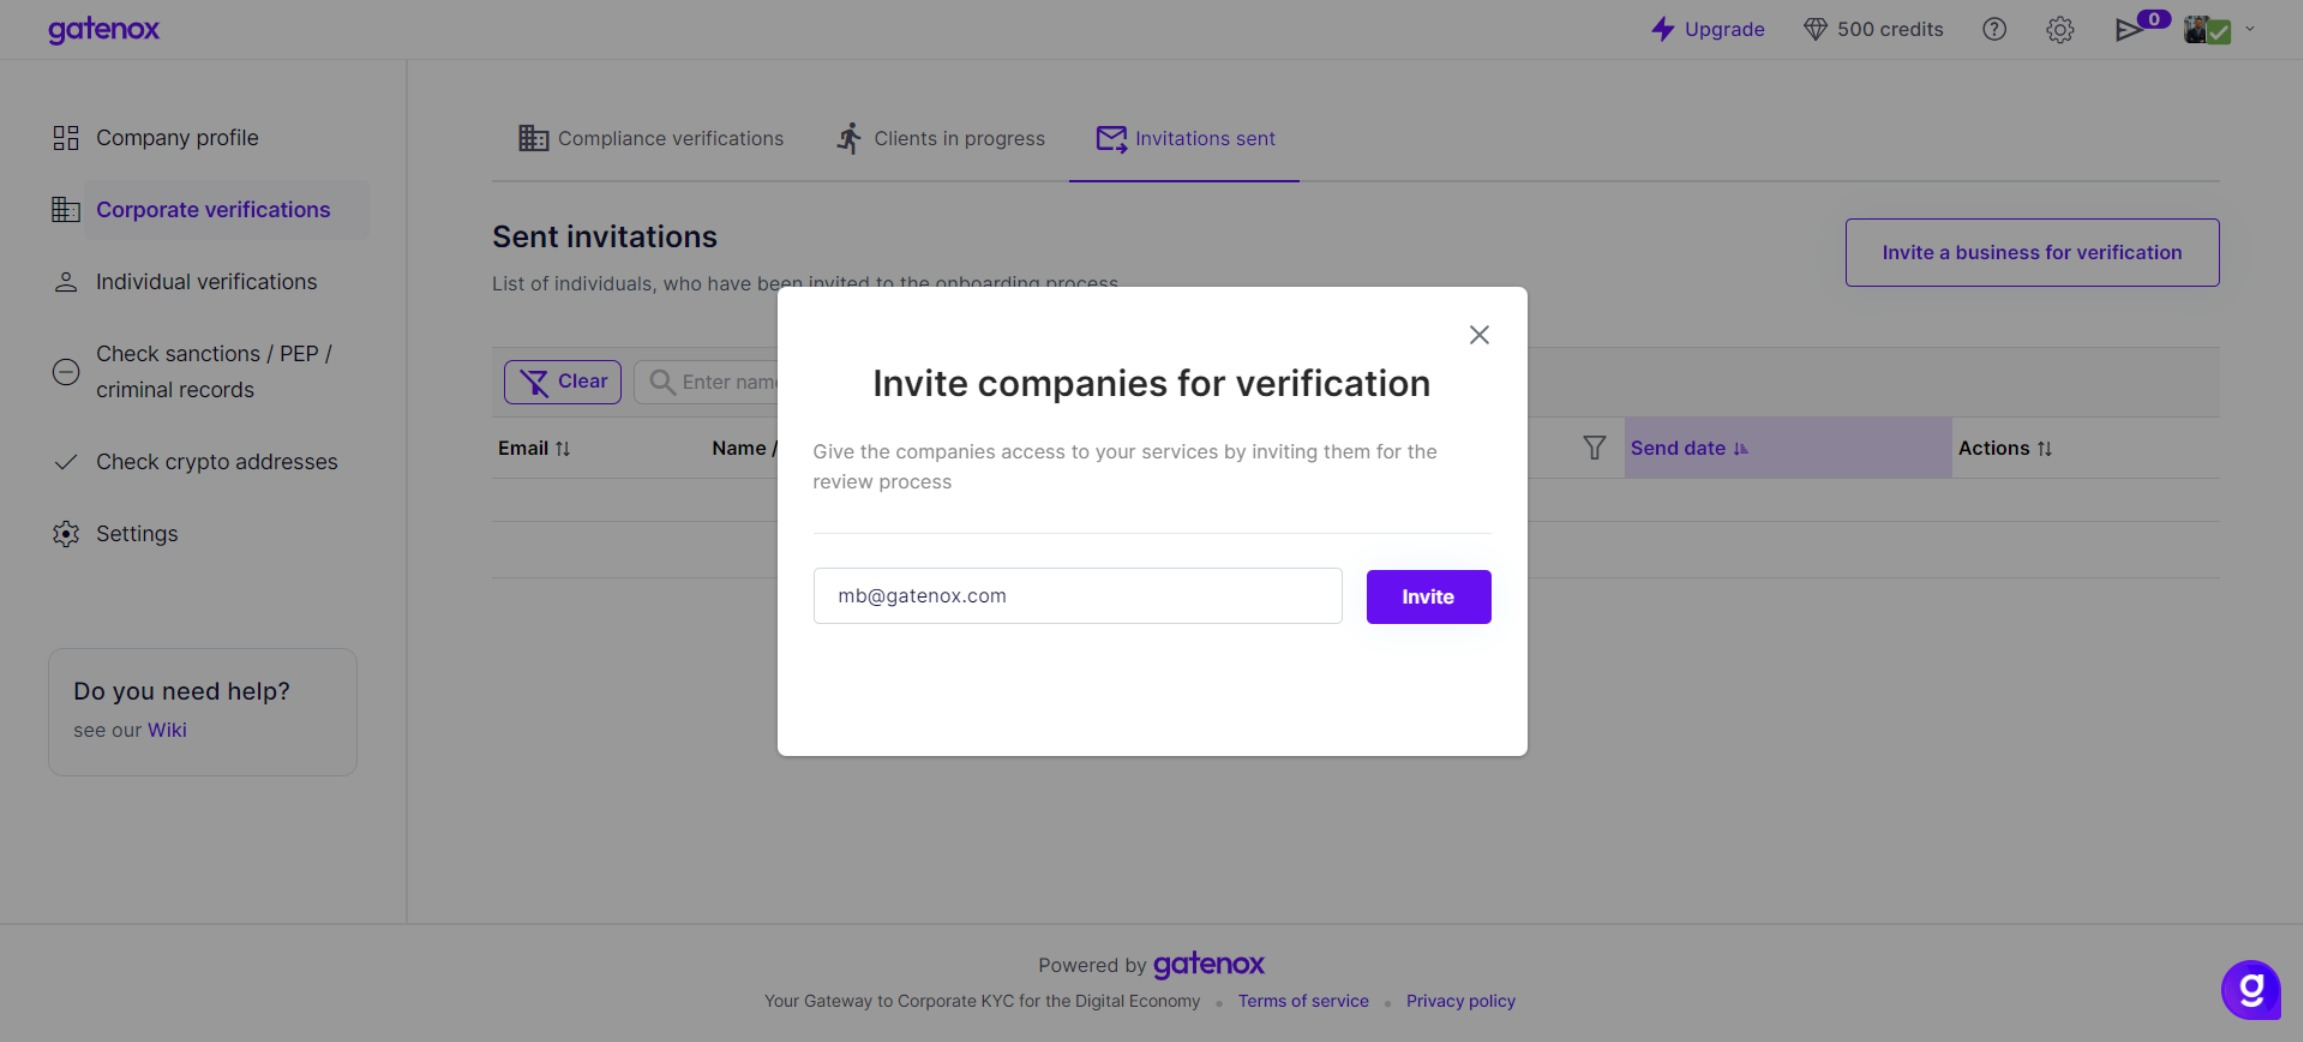 gatenox
Upgrade
500 credits
0
Company profile
Corporate verifications
Individual verifications
Check sanctions / PEP /
criminal records
Check crypto addresses
Settings
Do you need help?
see our Wiki
Compliance verifications
Clients in progress
Invitations sent
Sent invitations
List of individuals, who have been invited to the onboarding process
Invite a business for verification
Clear
Enter name
Email
Name /
Send date
Actions
Invite companies for verification
Give the companies access to your services by inviting them for the
review process
mb@gatenox.com
Invite
Powered by gatenox
Your Gateway to Corporate KYC for the Digital Economy • Terms of service • Privacy policy
g